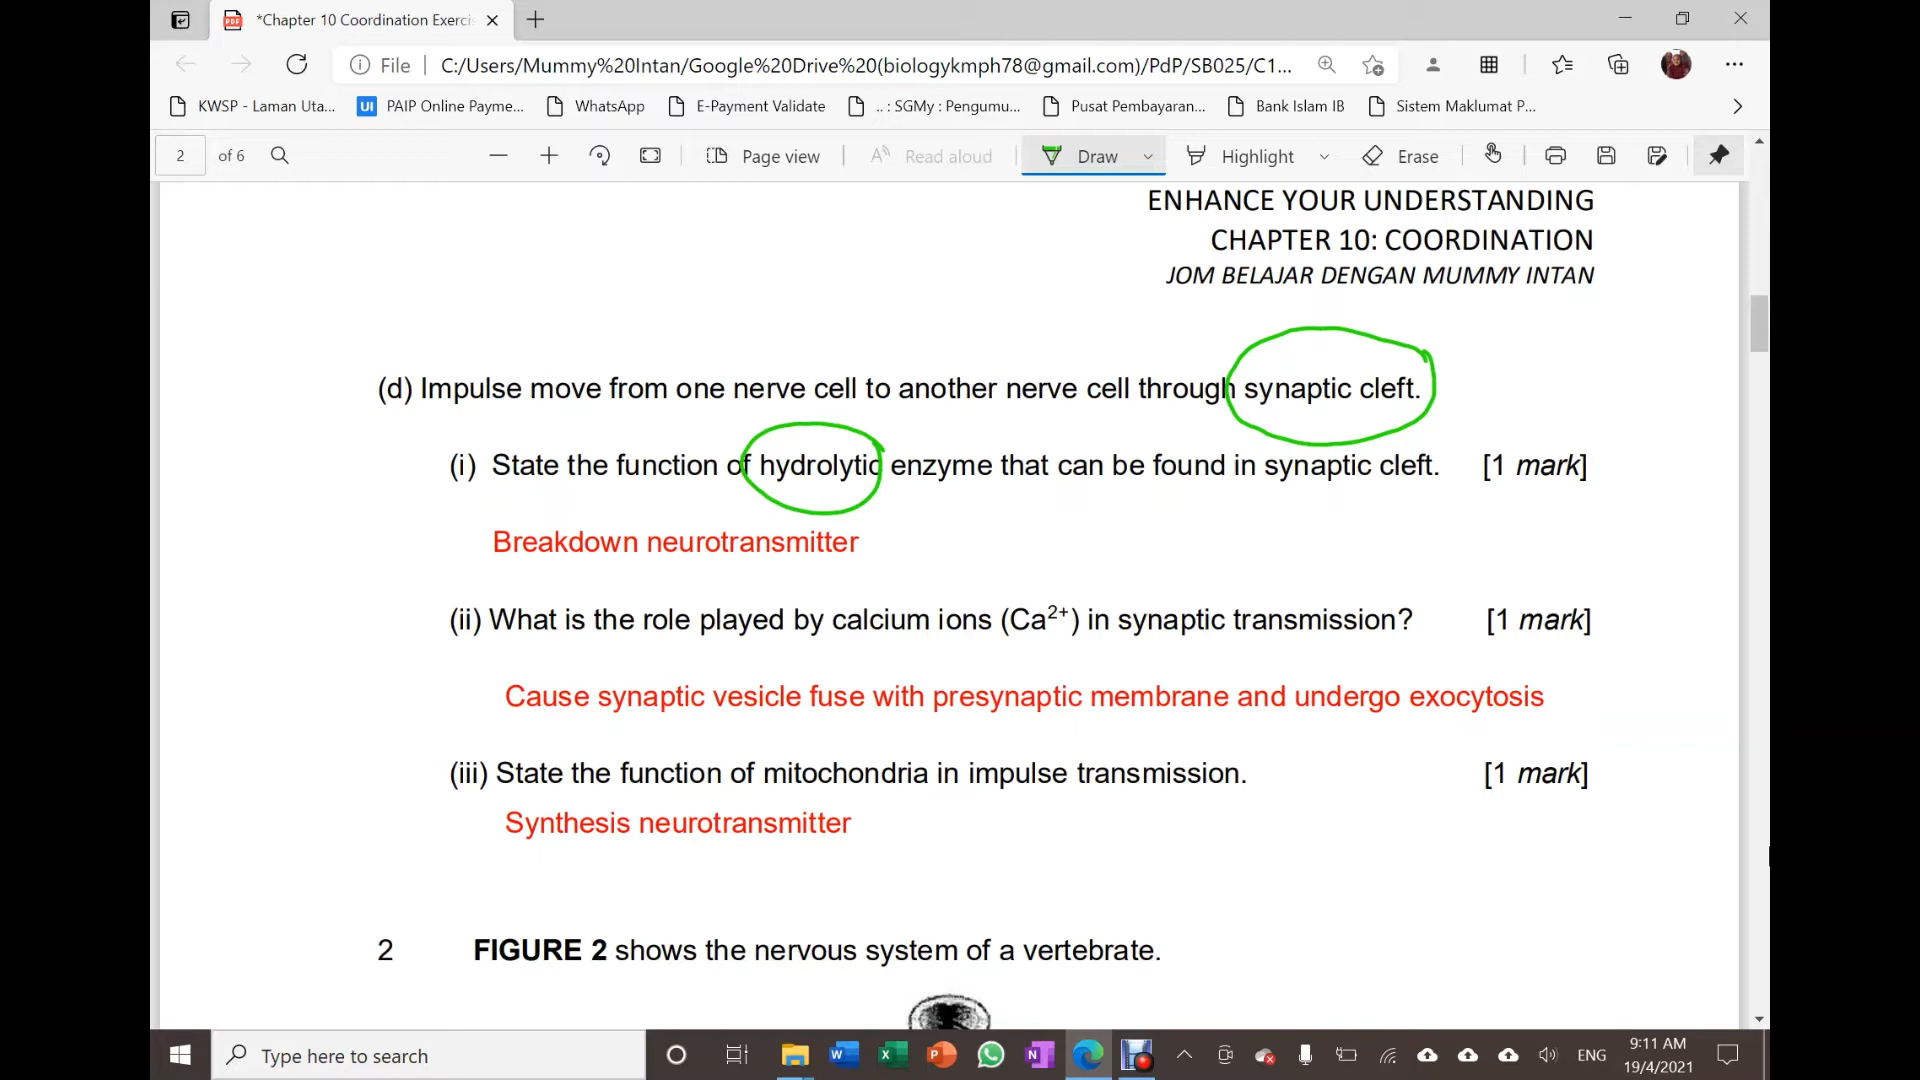 *Chapter 10 Coordination Exerci
File
C:/Users/Mummy%20Intan/Google%20Drive%20(biologykmph78@gmail.com)/PdP/SB025/C1...
KWSP - Laman Uta...
UI
PAIP Online Payme...
WhatsApp
E-Payment Validate
.. : SGMy : Pengumu...
Pusat Pembayaran...
Bank Islam IB
Sistem Maklumat P...
2
of 6
Page view
Read aloud
Draw
Highlight
Erase
ENHANCE YOUR UNDERSTANDING
CHAPTER 10: COORDINATION
JOM BELAJAR DENGAN MUMMY INTAN
(d) Impulse move from one nerve cell to another nerve cell through synaptic cleft.
(i) State the function of hydrolytic enzyme that can be found in synaptic cleft. [1 mark]
Breakdown neurotransmitter
(ii) What is the role played by calcium ions (Ca²⁺) in synaptic transmission? [1 mark]
Cause synaptic vesicle fuse with presynaptic membrane and undergo exocytosis
(iii) State the function of mitochondria in impulse transmission. [1 mark]
Synthesis neurotransmitter
2 FIGURE 2 shows the nervous system of a vertebrate.
Type here to search
ENG
9:11 AM
19/4/2021